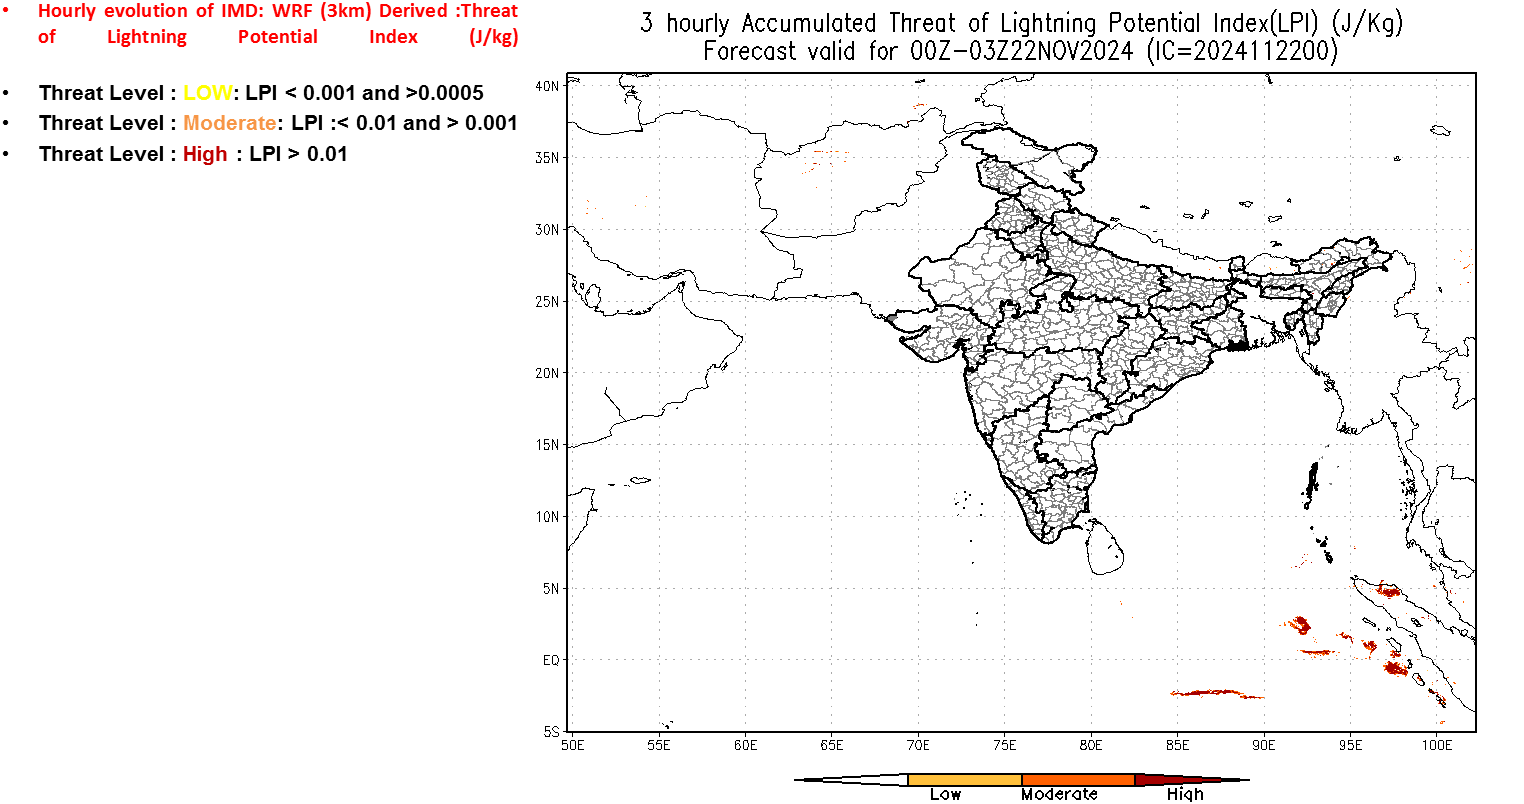 • Hourly evolution of IMD: WRF (3km) Derived :Threat
of Lightning Potential Index (J/kg)
• Threat Level : LOW: LPI < 0.001 and >0.0005
• Threat Level : Moderate: LPI :< 0.01 and > 0.001
• Threat Level : High : LPI > 0.01
3 hourly Accumulated Threat of Lightning Potential Index(LPI) (J/Kg)
Forecast valid for 00Z-03Z22NOV2024 (IC=2024112200)
40N
35N
30N
25N
20N
15N
10N
5N
EQ
5S
50E 55E 60E 65E 70E 75E 80E 85E 90E 95E 100E
Low Moderate High